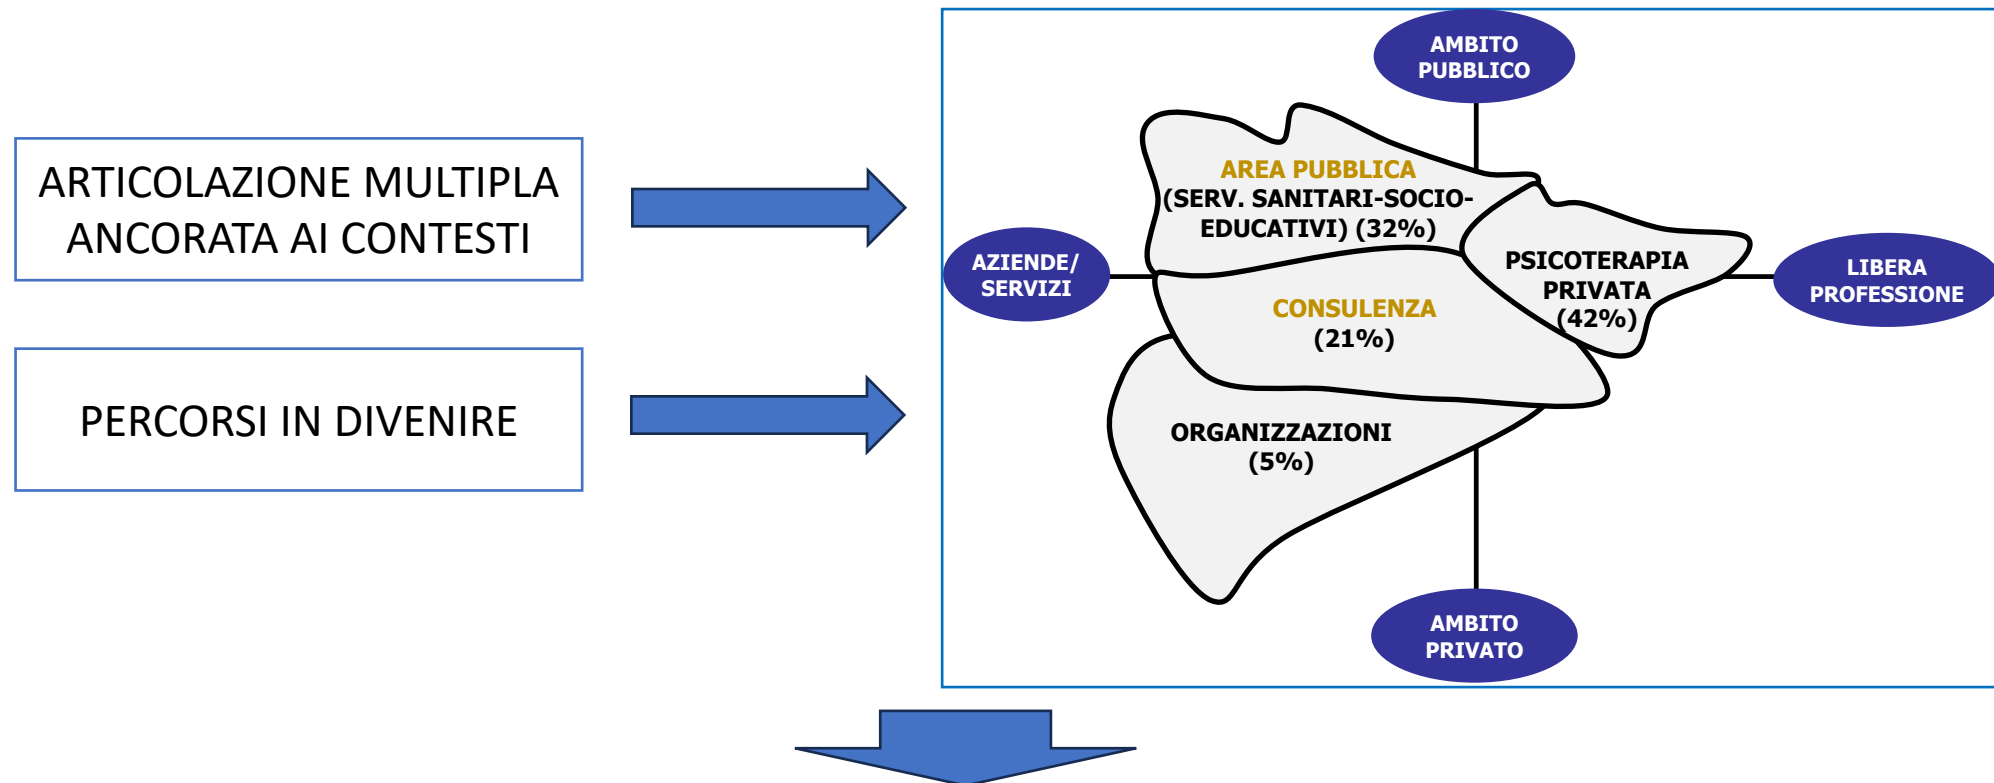 ARTICOLAZIONE MULTIPLA
ANCORATA AI CONTESTI
PERCORSI IN DIVENIRE
AMBITO
PUBBLICO
AREA PUBBLICA
(SERV. SANITARI-SOCIO-
EDUCATIVI) (32%)
AZIENDE/
SERVIZI
PSICOTERAPIA
PRIVATA
(42%)
LIBERA
PROFESSIONE
CONSULENZA
(21%)
ORGANIZZAZIONI
(5%)
AMBITO
PRIVATO